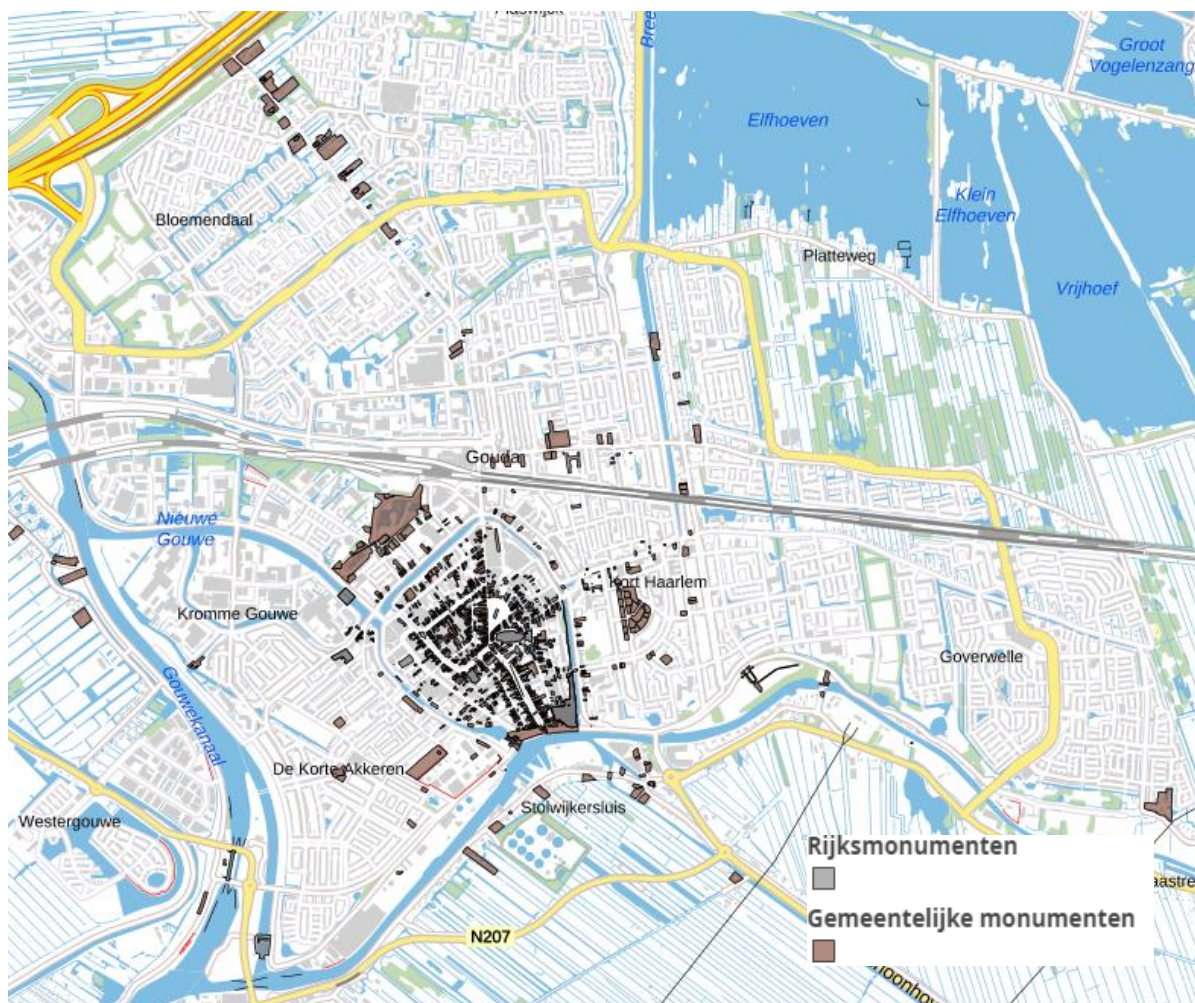 Groot
Vogelenzang
Elfhoeven
Klein
Elfhoeven
Bloemendaal
Platteweg
Vrijhoef
Gouda
Nieuwe
Gouwe
Kort Haarlem
Kromme Gouwe
Goverwelle
Gouwekanaal
De Korte Akkeren
Stolwijkersluis
Westergouwe
Rijksmonumenten
Gemeentelijke monumenten
N207